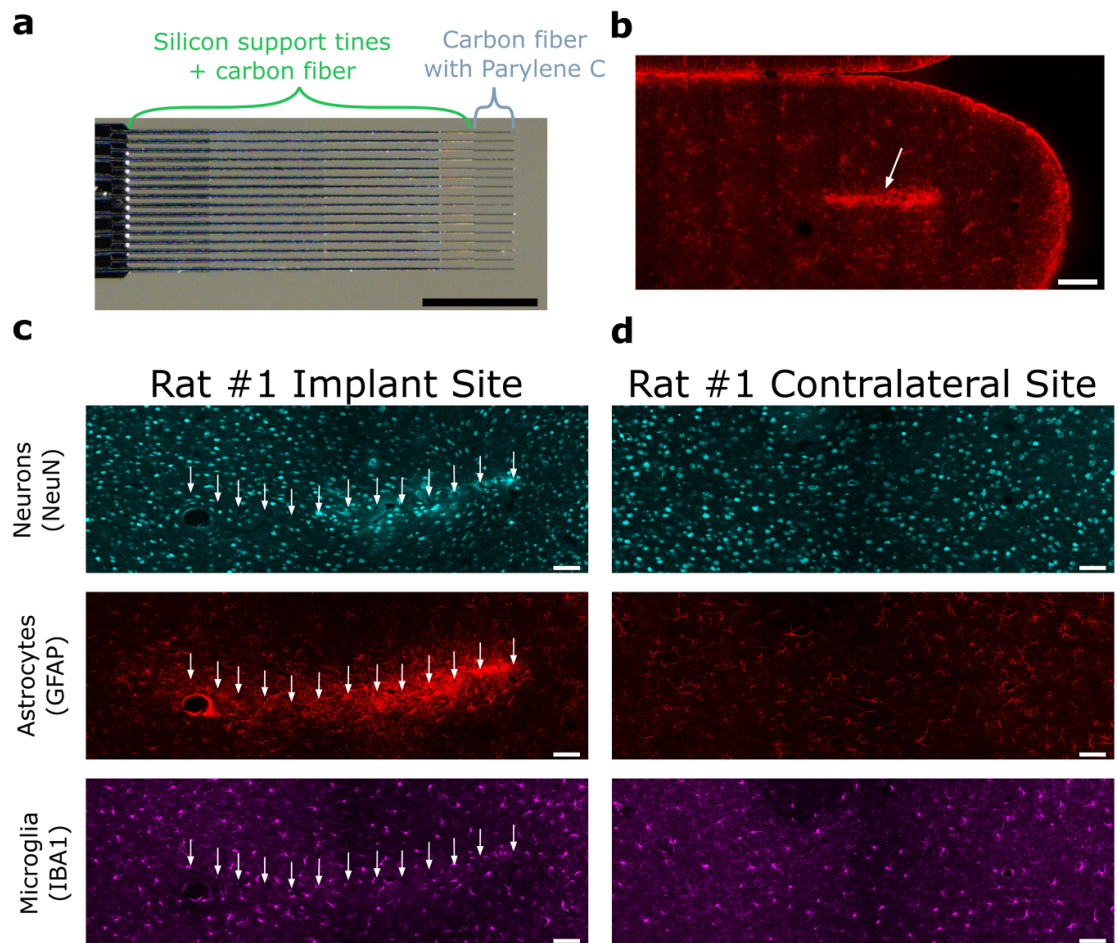 a
Silicon support tines
+ carbon fiber
Carbon fiber
with Parylene C
b
c
Rat #1 Implant Site
d
Rat #1 Contralateral Site
Neurons
(NeuN)
Astrocytes
(GFAP)
Microglia
(IBA1)